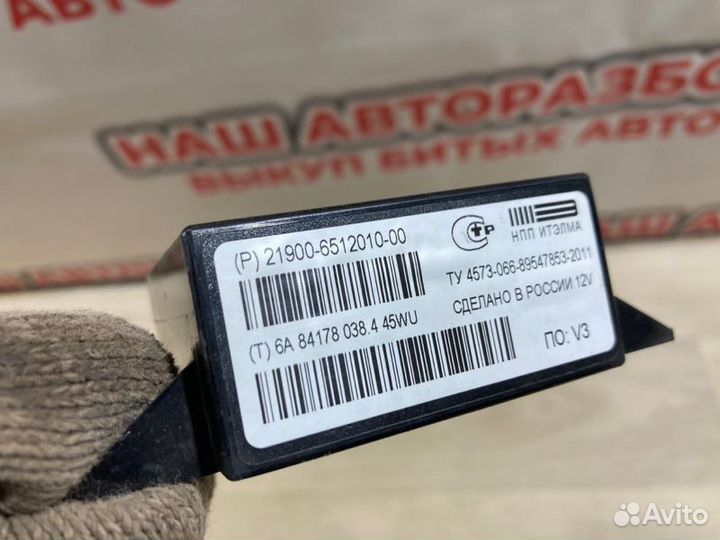 НАШ АВТОРАЗБО
ВЫКУП БИТЫХ АВТО
(P) 21900-6512010-00
Стр
НПП ИТЭЛМА
ТУ 4573-066-89547853-2011
СДЕЛАНО В РОССИИ 12V
(T) 6A 84178 038.4 45WU
ПО: V3
Avito